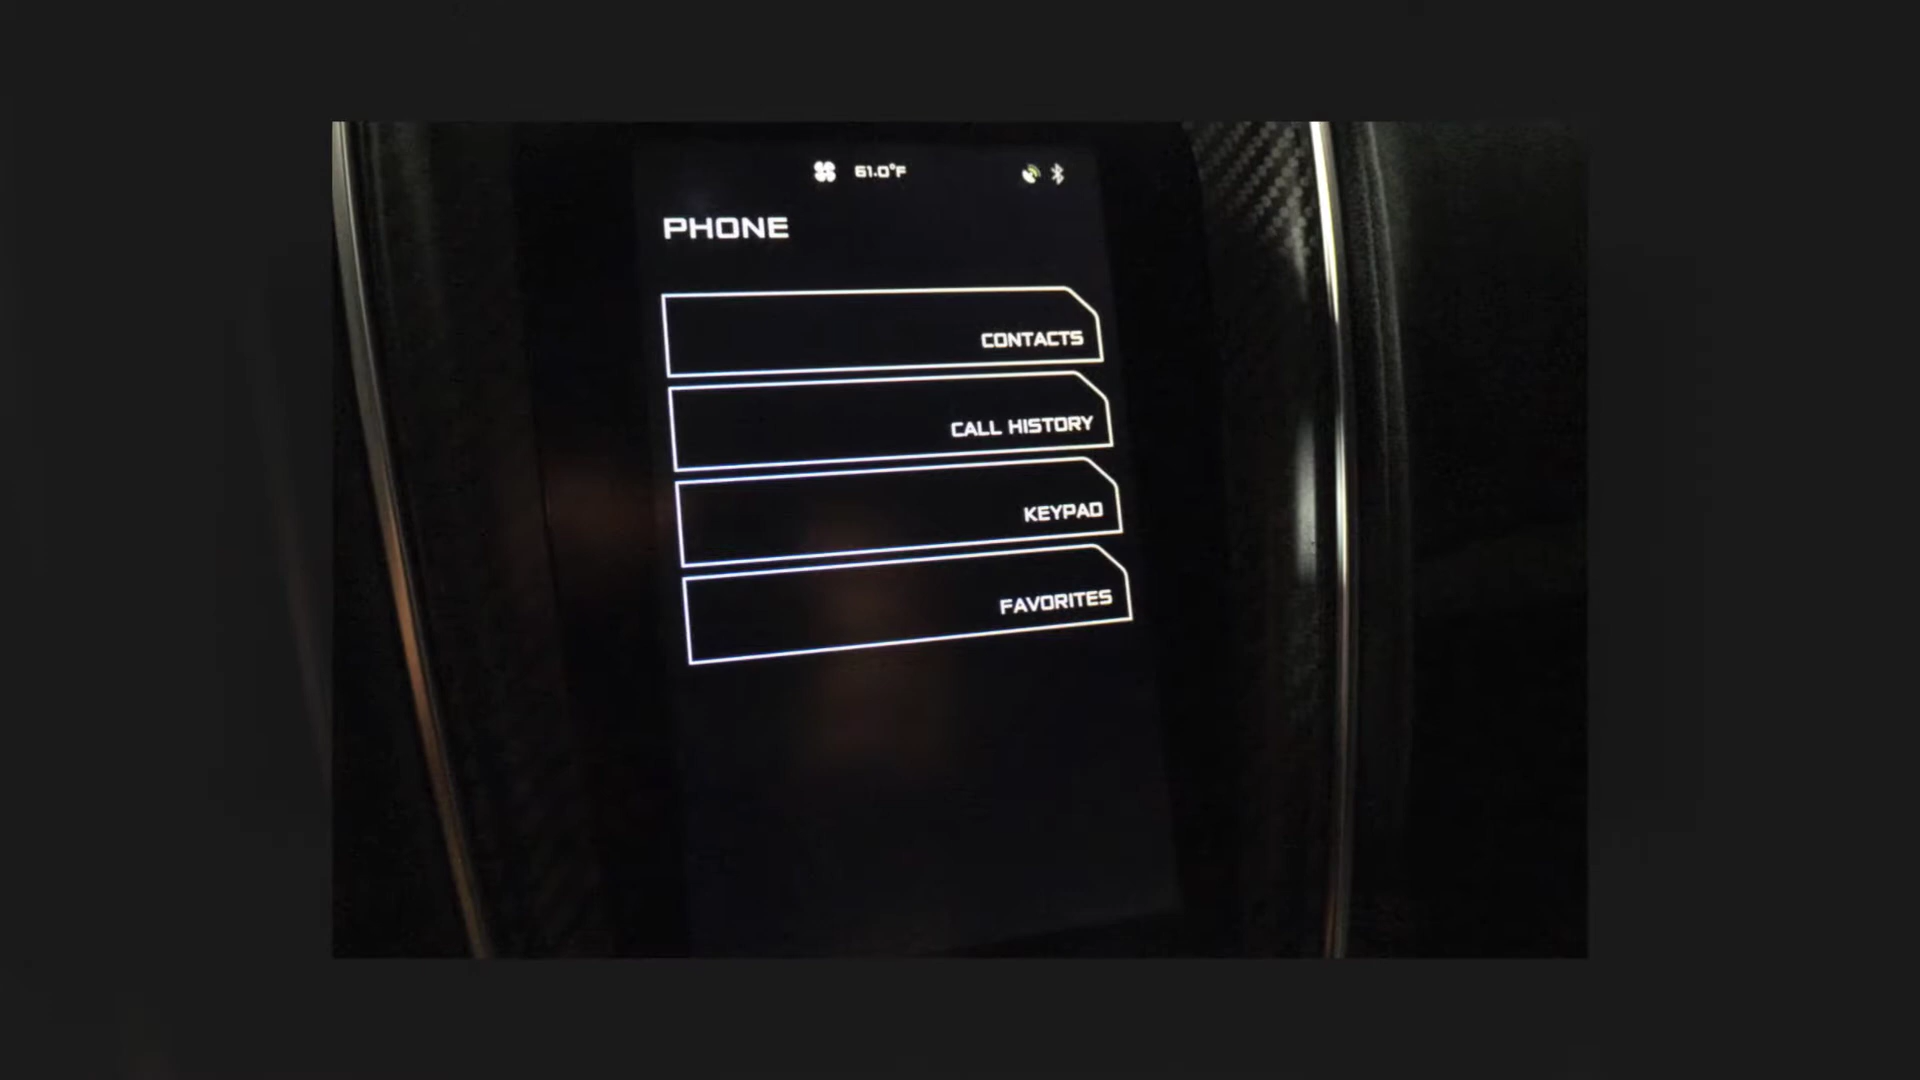 61.0°F
PHONE
CONTACTS
CALL HISTORY
KEYPAD
FAVORITES